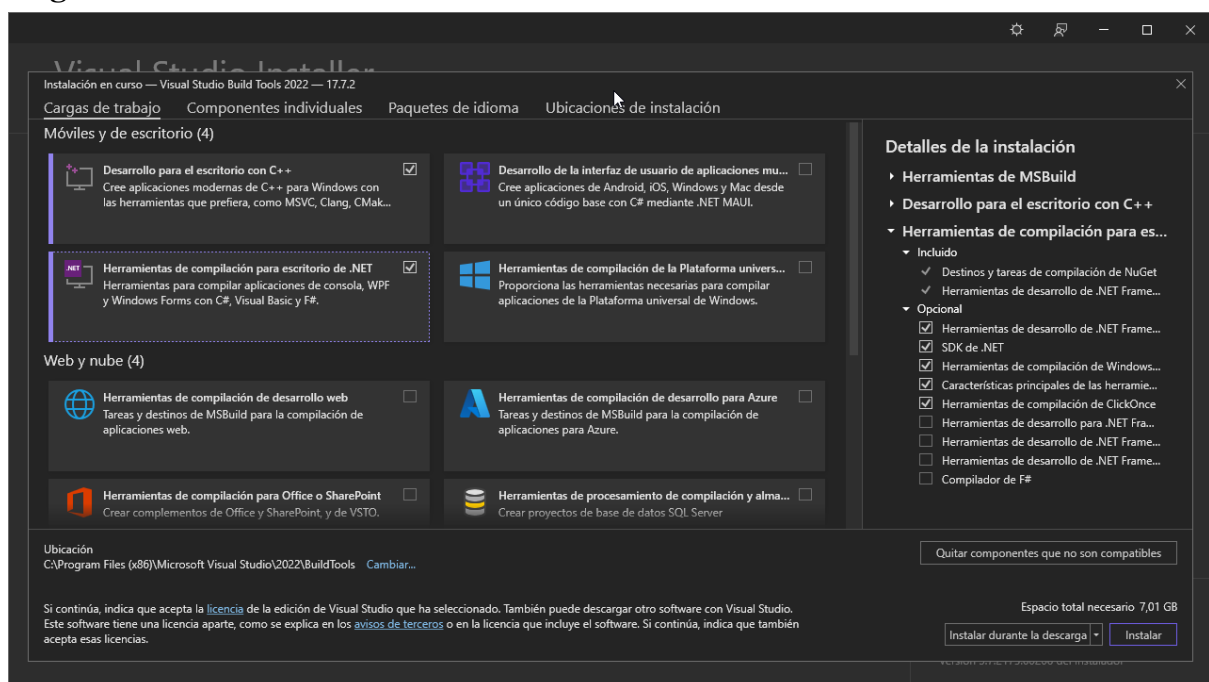 Visual Studio Installer
Instalación en curso — Visual Studio Build Tools 2022 — 17.7.2
Cargas de trabajo Componentes individuales Paquetes de idioma Ubicaciones de instalación
Móviles y de escritorio (4)
Desarrollo para el escritorio con C++
Cree aplicaciones modernas de C++ para Windows con
las herramientas que prefiera, como MSVC, Clang, CMak...
Desarrollo de la interfaz de usuario de aplicaciones mu...
Cree aplicaciones de Android, iOS, Windows y Mac desde
un único código base con C# mediante .NET MAUI.
.NET
Herramientas de compilación para escritorio de .NET
Herramientas para compilar aplicaciones de consola, WPF
y Windows Forms con C#, Visual Basic y F#.
Herramientas de compilación de la Plataforma univers...
Proporciona las herramientas necesarias para compilar
aplicaciones de la Plataforma universal de Windows.
Web y nube (4)
Herramientas de compilación de desarrollo web
Tareas y destinos de MSBuild para la compilación de
aplicaciones web.
Herramientas de compilación de desarrollo para Azure
Tareas y destinos de MSBuild para la compilación de
aplicaciones para Azure.
Herramientas de compilación para Office o SharePoint
Crear complementos de Office y SharePoint, y de VSTO.
Herramientas de procesamiento de compilación y alma...
Crear proyectos de base de datos SQL Server
Detalles de la instalación
Herramientas de MSBuild
Desarrollo para el escritorio con C++
Herramientas de compilación para es...
Incluido
Destinos y tareas de compilación de NuGet
Herramientas de desarrollo de .NET Frame...
Opcional
Herramientas de desarrollo de .NET Frame...
SDK de .NET
Herramientas de compilación de Windows...
Características principales de las herramie...
Herramientas de compilación de ClickOnce
Herramientas de desarrollo para .NET Fra...
Herramientas de desarrollo de .NET Frame...
Herramientas de desarrollo de .NET Frame...
Compilador de F#
Ubicación
C:\Program Files (x86)\Microsoft Visual Studio\2022\BuildTools Cambiar...
Quitar componentes que no son compatibles
Si continúa, indica que acepta la licencia de la edición de Visual Studio que ha seleccionado. También puede descargar otro software con Visual Studio.
Este software tiene una licencia aparte, como se explica en los avisos de terceros o en la licencia que incluye el software. Si continúa, indica que también
acepta esas licencias.
Espacio total necesario 7,01 GB
Instalar durante la descarga Instalar